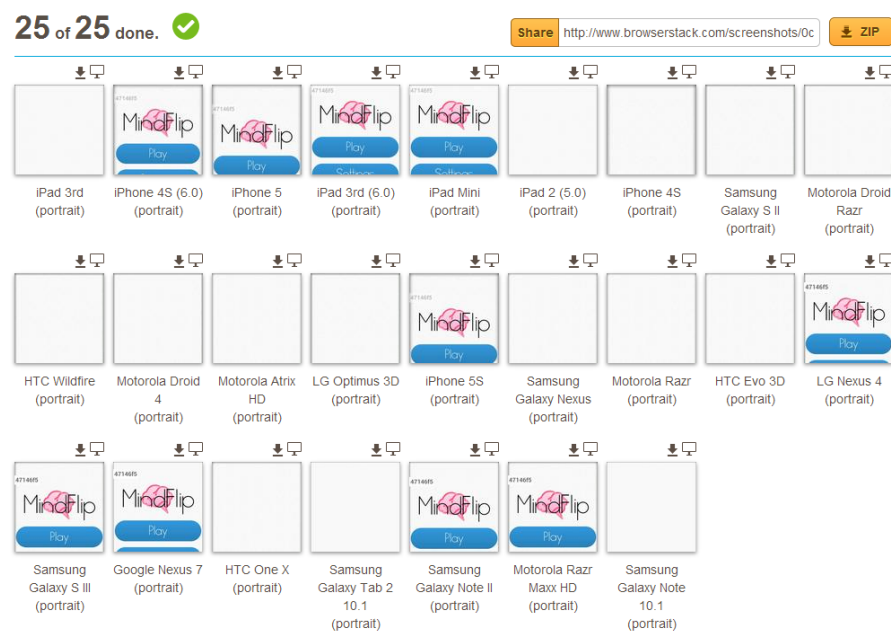 25 of 25 done.
Share http://www.browserstack.com/screenshots/0c
ZIP
47146f5
MindFlip
Play
47146f5
MindFlip
Play
47146f5
MindFlip
Play
Settings
47146f5
MindFlip
Play
Settings
iPad 3rd
(portrait)
iPhone 4S (6.0)
(portrait)
iPhone 5
(portrait)
iPad 3rd (6.0)
(portrait)
iPad Mini
(portrait)
iPad 2 (5.0)
(portrait)
iPhone 4S
(portrait)
Samsung
Galaxy S II
(portrait)
Motorola Droid
Razr
(portrait)
47146f5
MindFlip
Play
47146f5
MindFlip
Play
HTC Wildfire
(portrait)
Motorola Droid
4
(portrait)
Motorola Atrix
HD
(portrait)
LG Optimus 3D
(portrait)
iPhone 5S
(portrait)
Samsung
Galaxy Nexus
(portrait)
Motorola Razr
(portrait)
HTC Evo 3D
(portrait)
LG Nexus 4
(portrait)
47146f5
MindFlip
Play
47146f5
MindFlip
Play
47146f5
MindFlip
Play
47146f5
MindFlip
Play
Samsung
Galaxy S III
(portrait)
Google Nexus 7
(portrait)
HTC One X
(portrait)
Samsung
Galaxy Tab 2
10.1
(portrait)
Samsung
Galaxy Note II
(portrait)
Motorola Razr
Maxx HD
(portrait)
Samsung
Galaxy Note
10.1
(portrait)